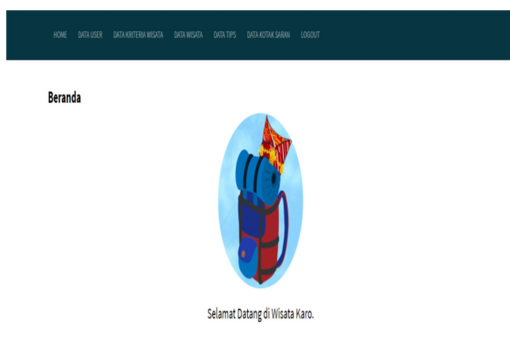 HOME DATA USER DATA KRITERIA WISATA DATA WISATA DATA TIPS DATA KOTAK SARAN LOGOUT
Beranda
Selamat Datang di Wisata Karo.